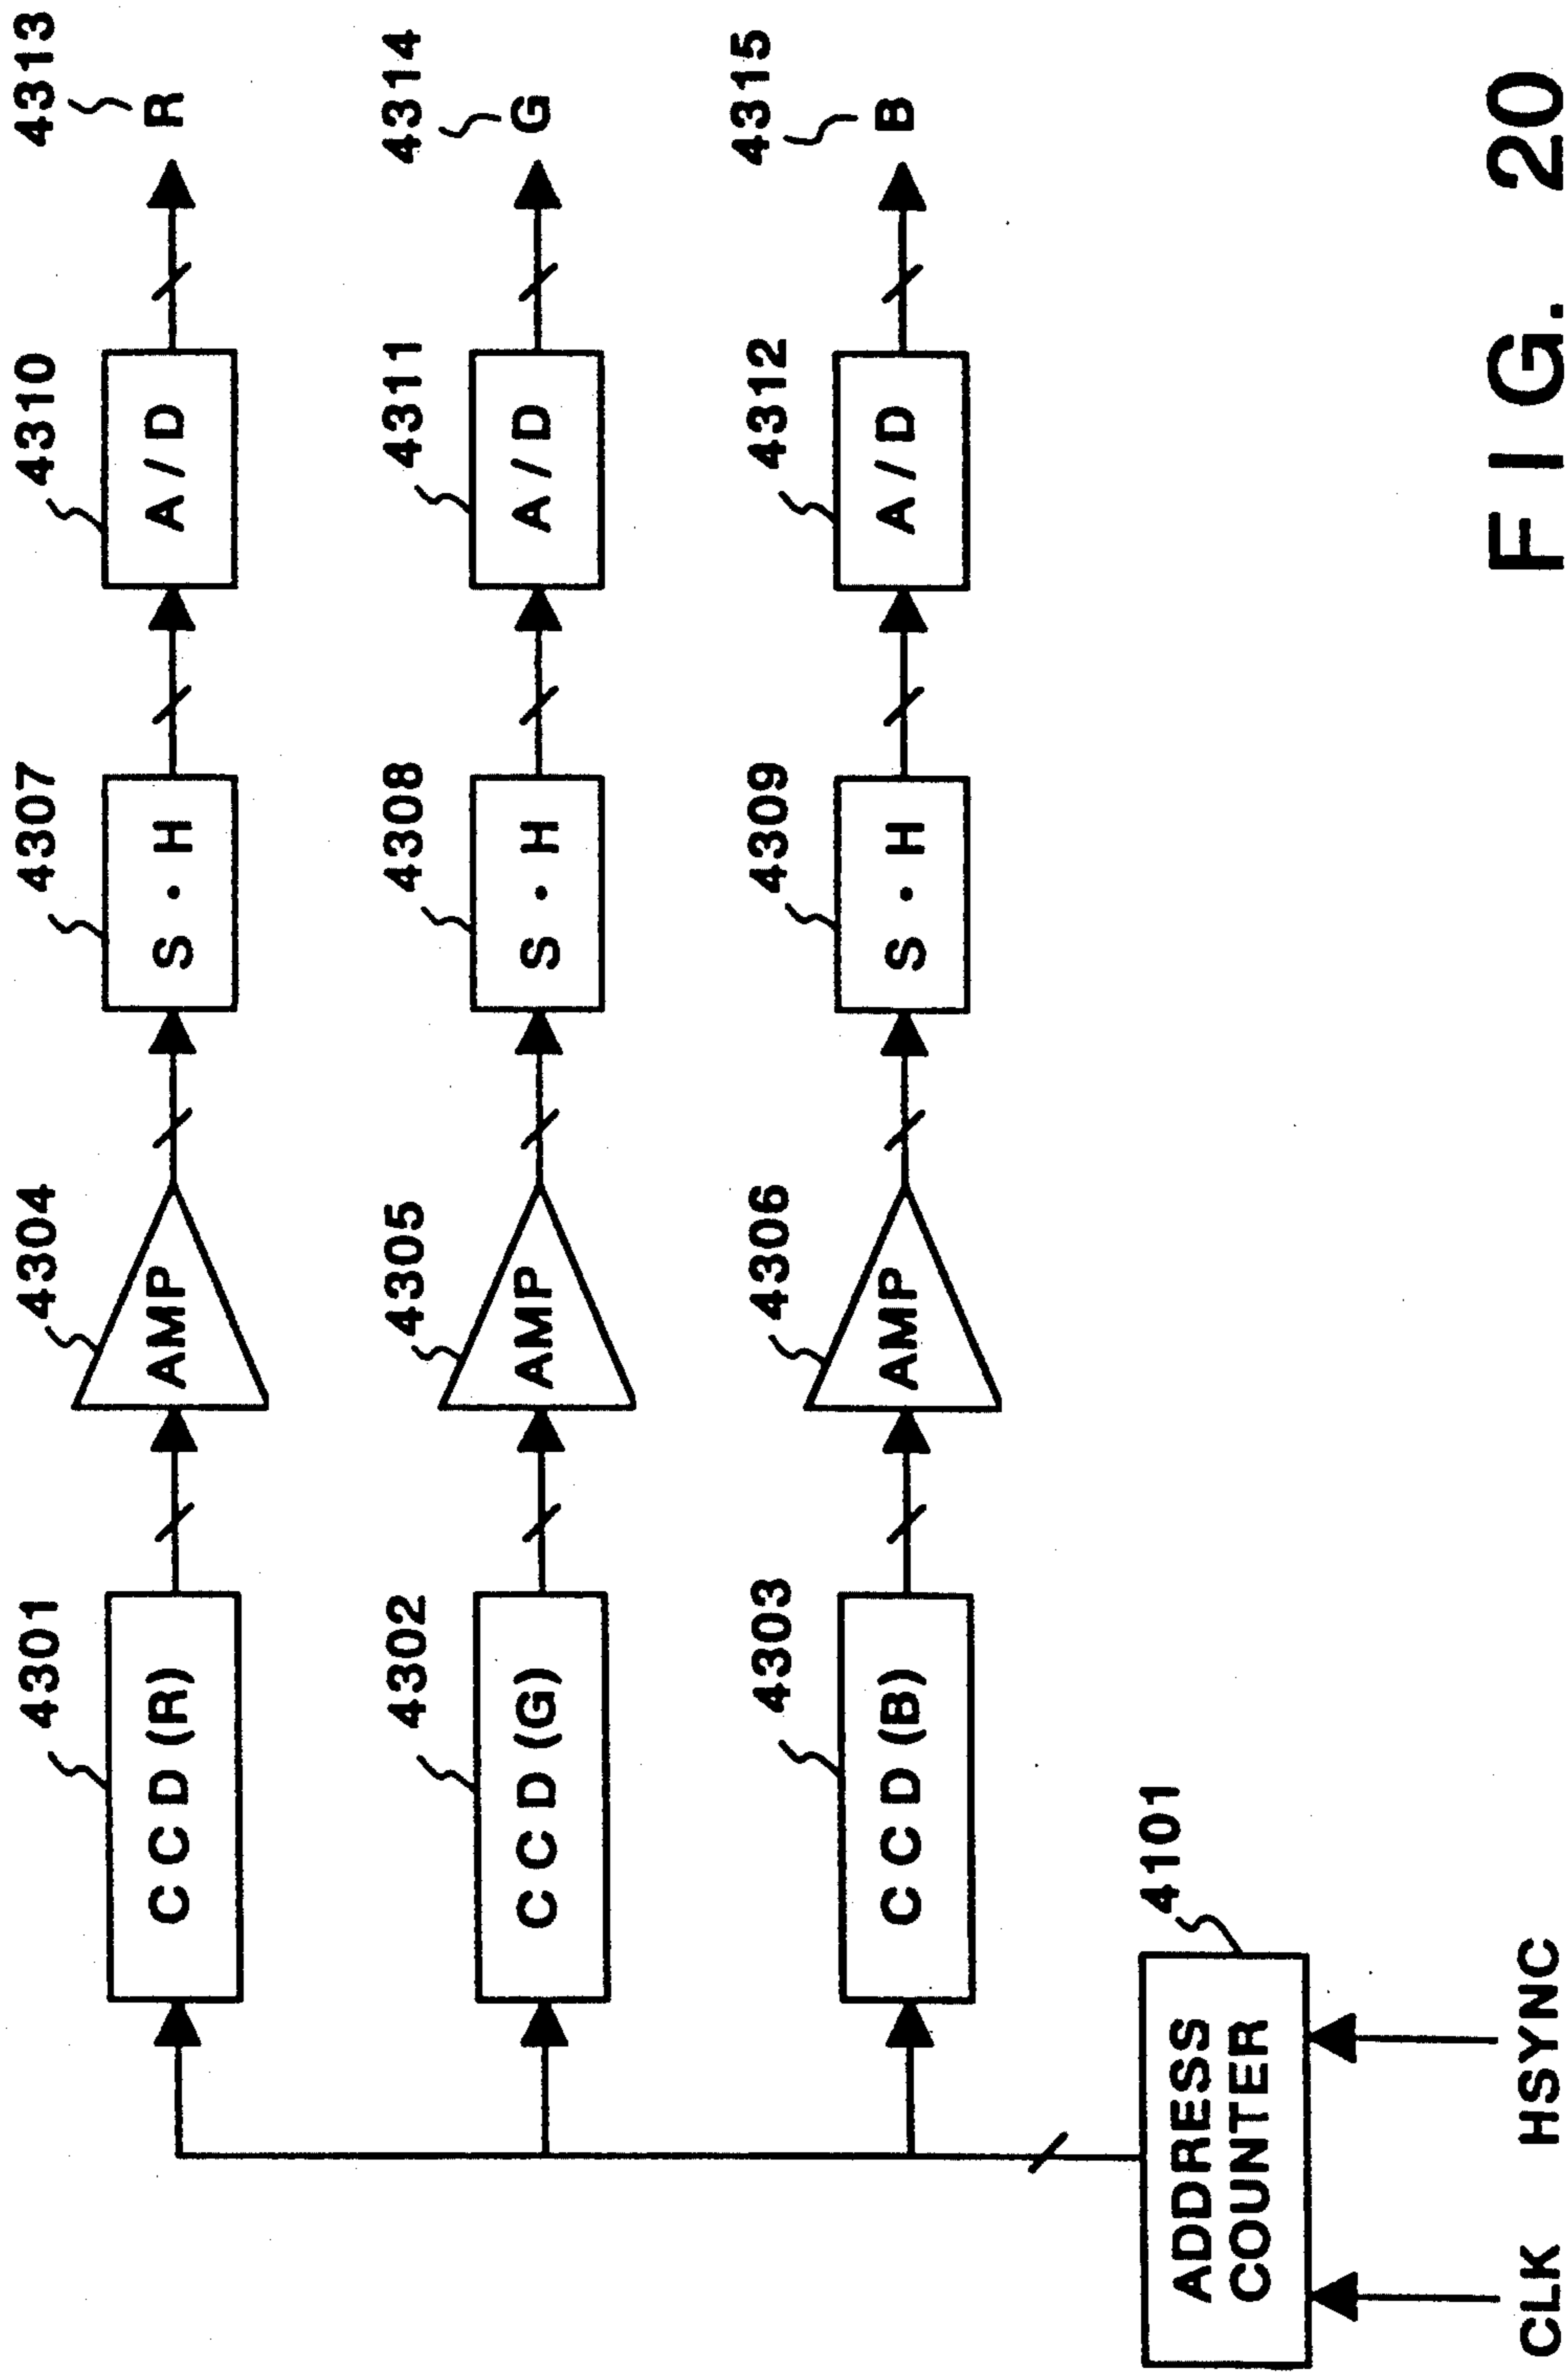 4301
4304
4307
4310
4313
CCD(R)
AMP
S・H
A/D
R
4302
4305
4308
4311
4314
CCD(G)
AMP
S・H
A/D
G
4303
4306
4309
4312
4315
CCD(B)
AMP
S・H
A/D
B
4101
ADDRESS
COUNTER
CLK HSYNC
FIG. 20